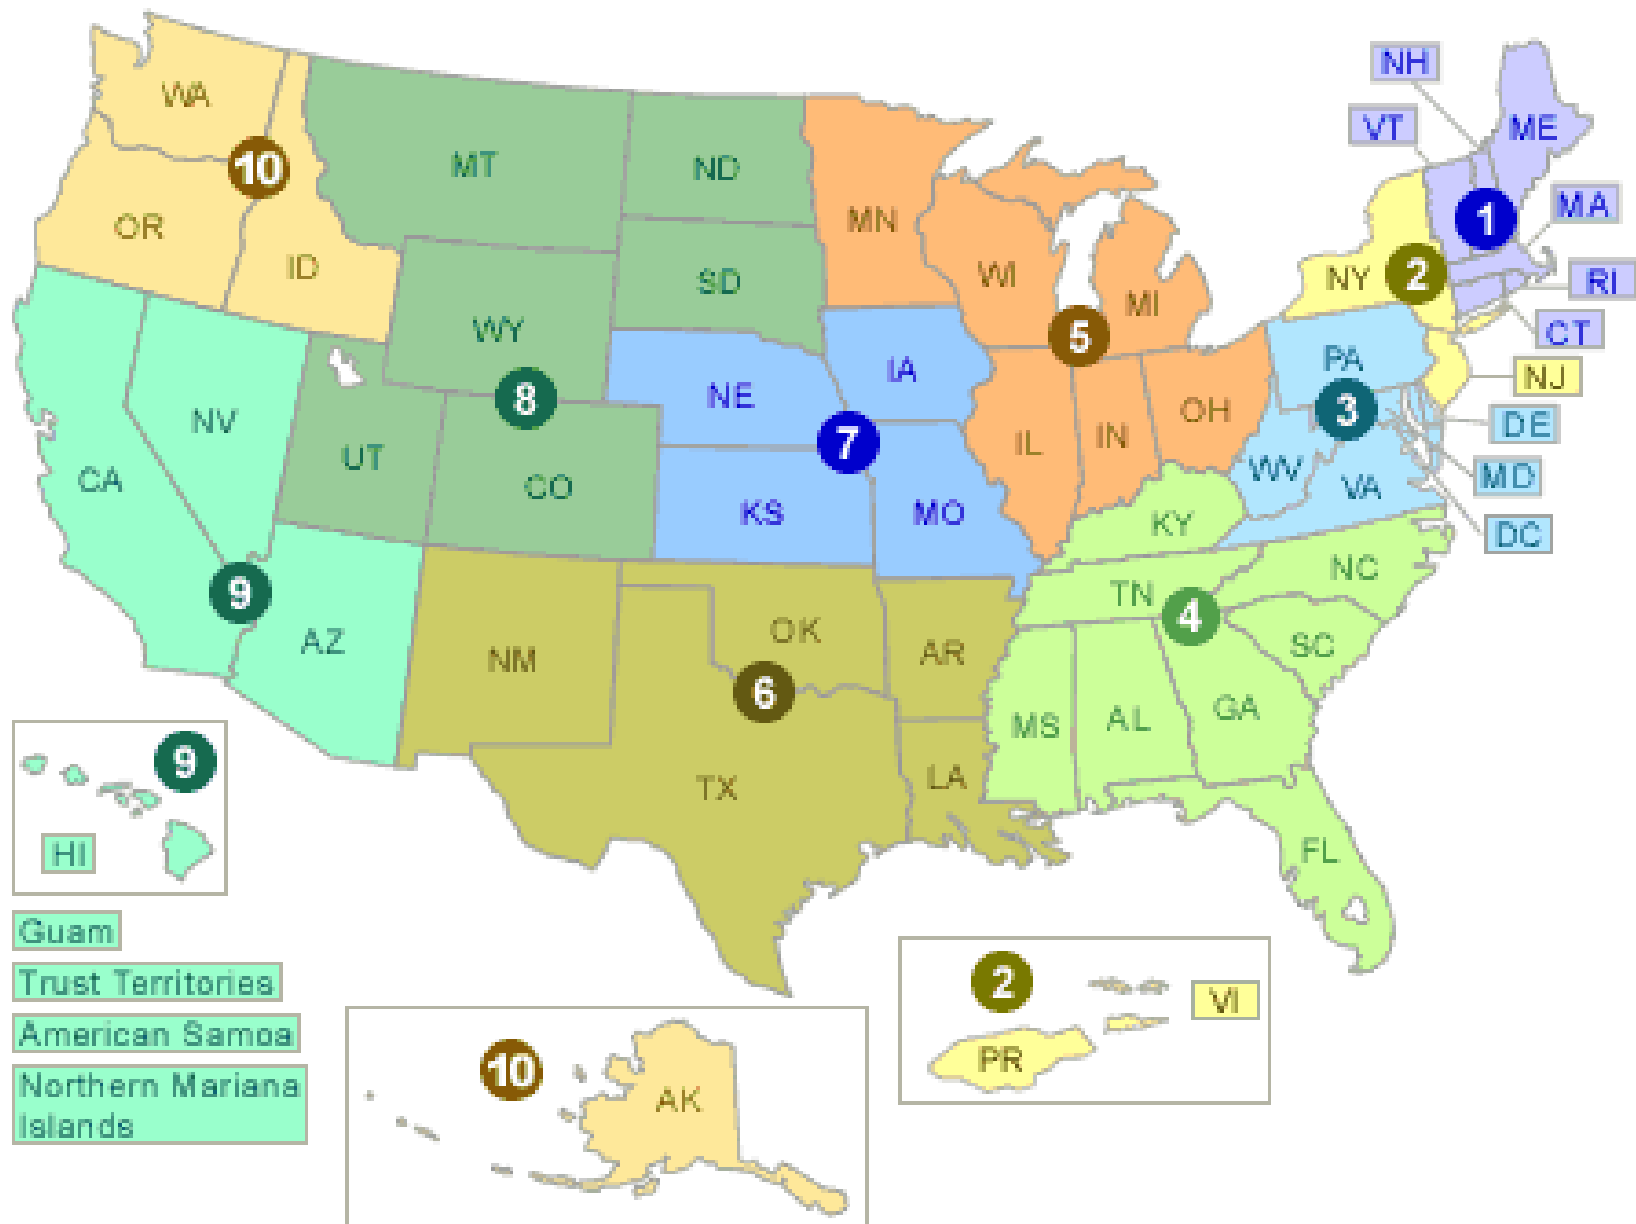 NH
WA
VT
ME
10
MT
ND
MA
MN
1
OR
ID
WI
NY
2
RI
SD
MI
WY
5
CT
IA
PA
NJ
NE
8
3
OH
NV
DE
7
IN
IL
UT
WV
MD
CA
CO
VA
KS
MO
KY
DC
9
NC
TN
4
OK
AZ
NM
AR
SC
6
MS
AL
GA
9
TX
LA
HI
FL
Guam
Trust Territories
2
VI
American Samoa
PR
10
Northern Mariana
Islands
AK